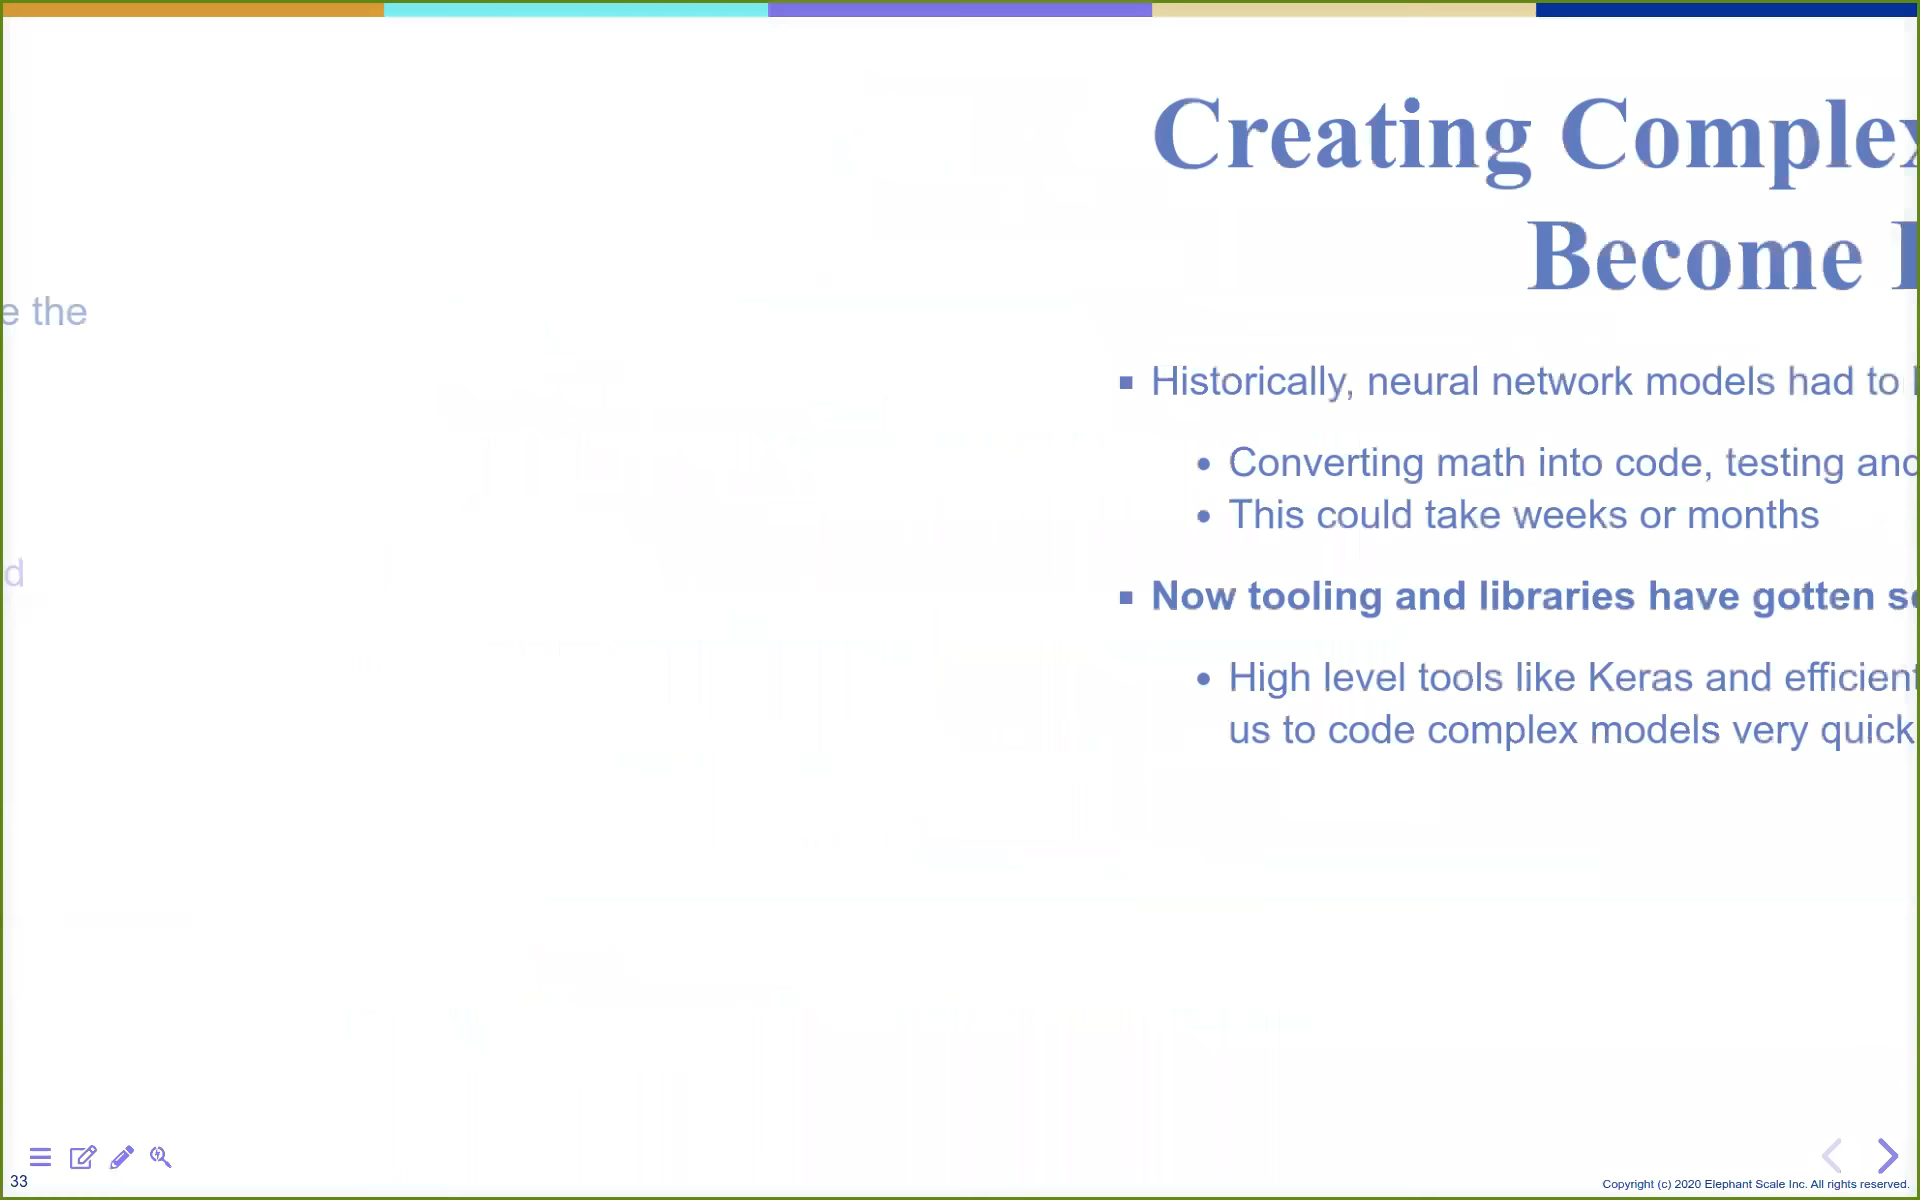 Creating Complex
Become
e the
Historically, neural network models had to
Converting math into code, testing and
This could take weeks or months
d
Now tooling and libraries have gotten so
High level tools like Keras and efficient
us to code complex models very quick
33
Copyright (c) 2020 Elephant Scale Inc. All rights reserved.